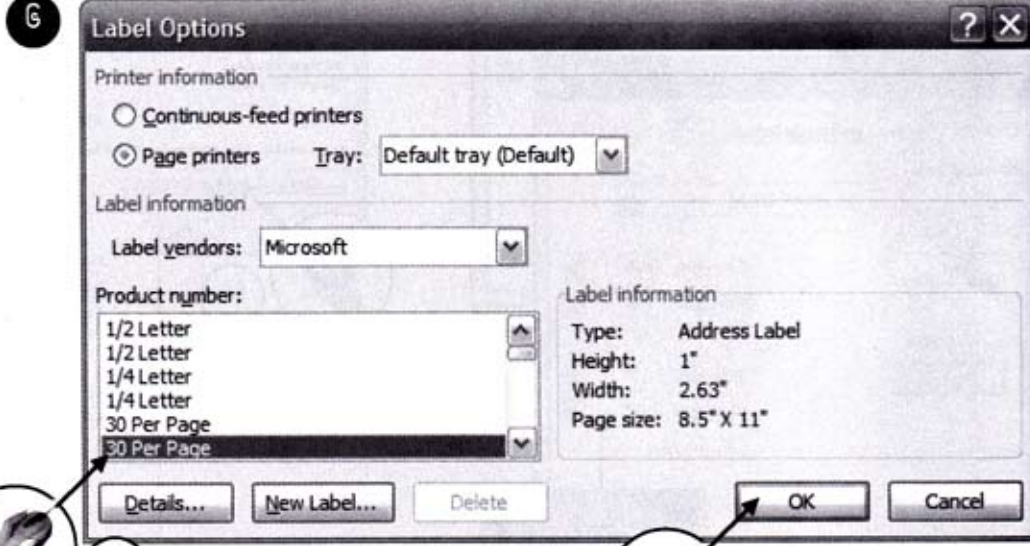 G
Label Options
Printer information
Continuous-feed printers
Page printers Tray: Default tray (Default)
Label information
Label vendors: Microsoft
Product number:
1/2 Letter
1/2 Letter
1/4 Letter
1/4 Letter
30 Per Page
30 Per Page
Label information
Type: Address Label
Height: 1"
Width: 2.63"
Page size: 8.5" X 11"
Details... New Label... Delete OK Cancel